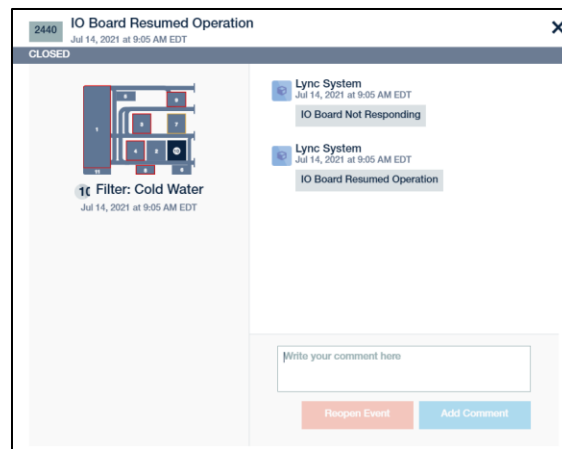 2440
IO Board Resumed Operation
Jul 14, 2021 at 9:05 AM EDT
CLOSED
10 Filter: Cold Water
Jul 14, 2021 at 9:05 AM EDT
Lync System
Jul 14, 2021 at 9:05 AM EDT
IO Board Not Responding
Lync System
Jul 14, 2021 at 9:05 AM EDT
IO Board Resumed Operation
Write your comment here
Reopen Event
Add Comment